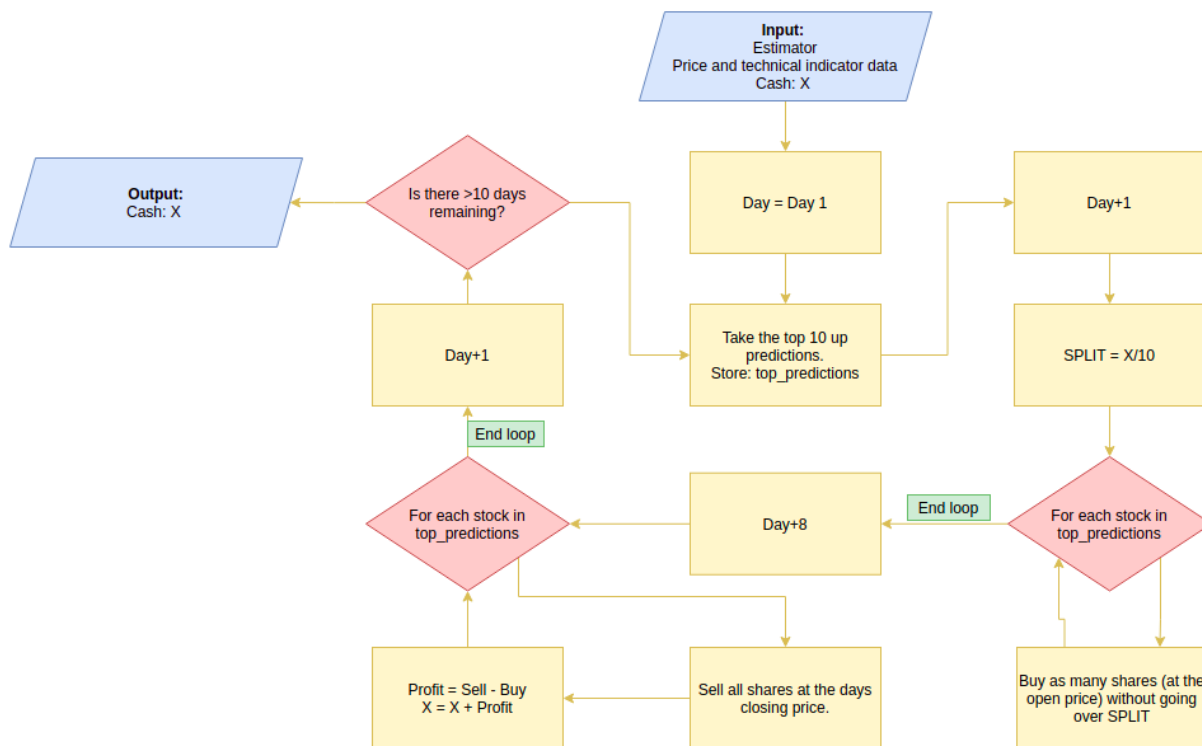 Input:
Estimator
Price and technical indicator data
Cash: X
Output:
Cash: X
Is there >10 days
remaining?
Day = Day 1
Day+1
Day+1
Take the top 10 up
predictions.
Store: top_predictions
SPLIT = X/10
End loop
For each stock in
top_predictions
Day+8
End loop
For each stock in
top_predictions
Profit = Sell - Buy
X = X + Profit
Sell all shares at the days
closing price.
Buy as many shares (at the
open price) without going
over SPLIT